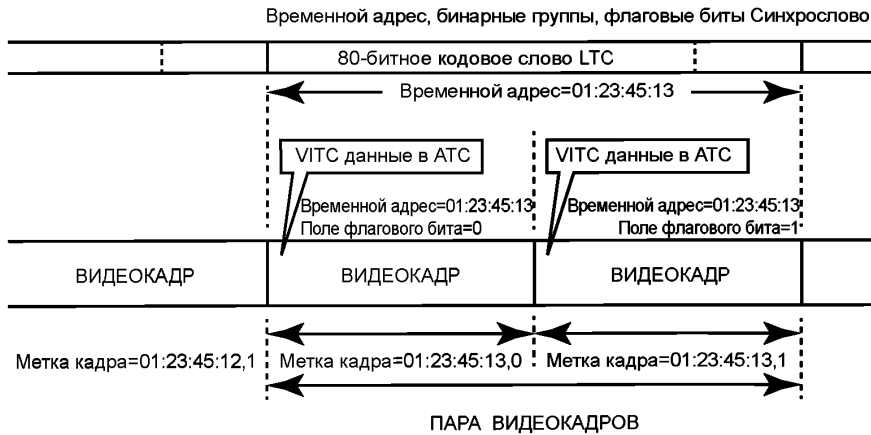 Временной адрес, бинарные группы, флаговые биты Синхрослово
80-битное кодовое слово LTC
Временной адрес=01:23:45:13
VITC данные в ATC
VITC данные в ATC
Временной адрес=01:23:45:13
Поле флагового бита=0
Временной адрес=01:23:45:13
Поле флагового бита=1
ВИДЕОКАДР
ВИДЕОКАДР
ВИДЕОКАДР
Метка кадра=01:23:45:12,1
Метка кадра=01:23:45:13,0
Метка кадра=01:23:45:13,1
ПАРА ВИДЕОКАДРОВ